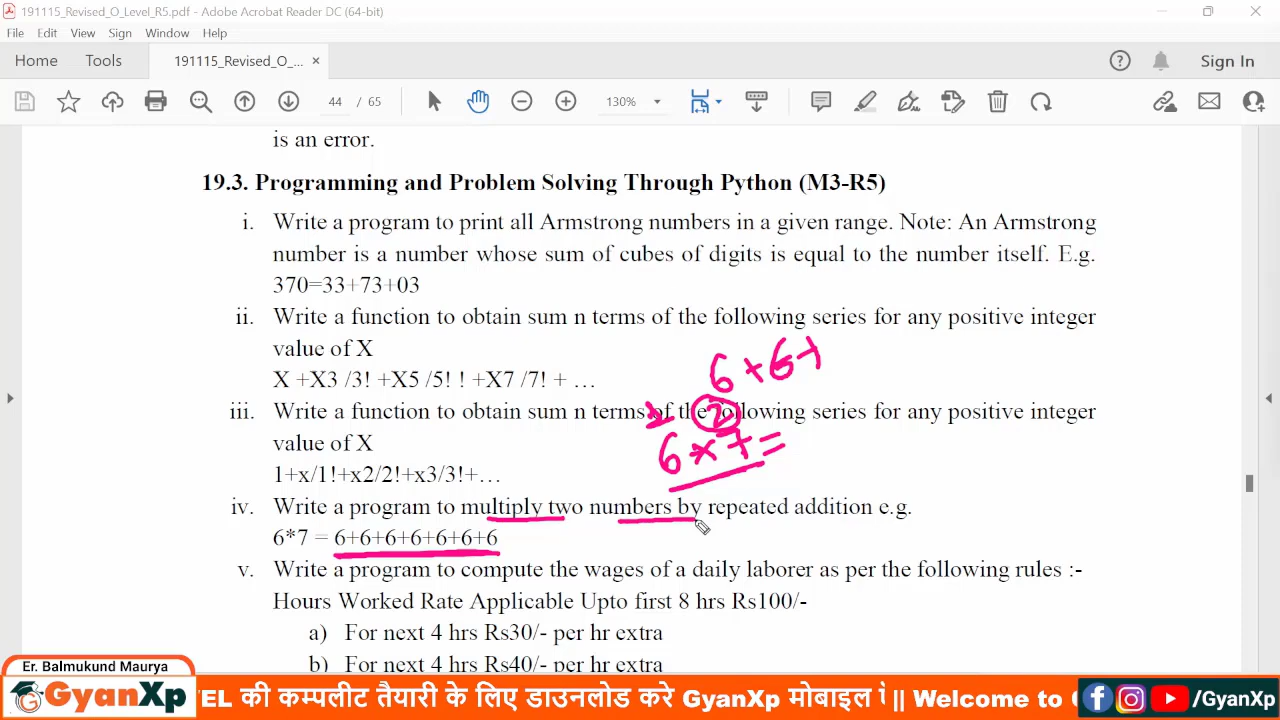 191115_Revised_O_Level_R5.pdf - Adobe Acrobat Reader DC (64-bit)
File Edit View Sign Window Help
Home Tools 191115_Revised_O_... × Sign In
44 / 65 130%
is an error.
19.3. Programming and Problem Solving Through Python (M3-R5)
i. Write a program to print all Armstrong numbers in a given range. Note: An Armstrong
number is a number whose sum of cubes of digits is equal to the number itself. E.g.
370=33+73+03
ii. Write a function to obtain sum n terms of the following series for any positive integer
value of X
6+6+
X +X3 /3! +X5 /5! ! +X7 /7! + …
iii. Write a function to obtain sum n terms of the following series for any positive integer
2
value of X
6×7=
1+x/1!+x2/2!+x3/3!+…
iv. Write a program to multiply two numbers by repeated addition e.g.
6*7 = 6+6+6+6+6+6+6
v. Write a program to compute the wages of a daily laborer as per the following rules :-
Hours Worked Rate Applicable Upto first 8 hrs Rs100/-
a) For next 4 hrs Rs30/- per hr extra
b) For next 4 hrs Rs40/- per hr extra
Er. Balmukund Maurya
GyanXp TEL की कम्पलीट तैयारी के लिए डाउनलोड करे GyanXp मोबाइल || Welcome to /GyanXp